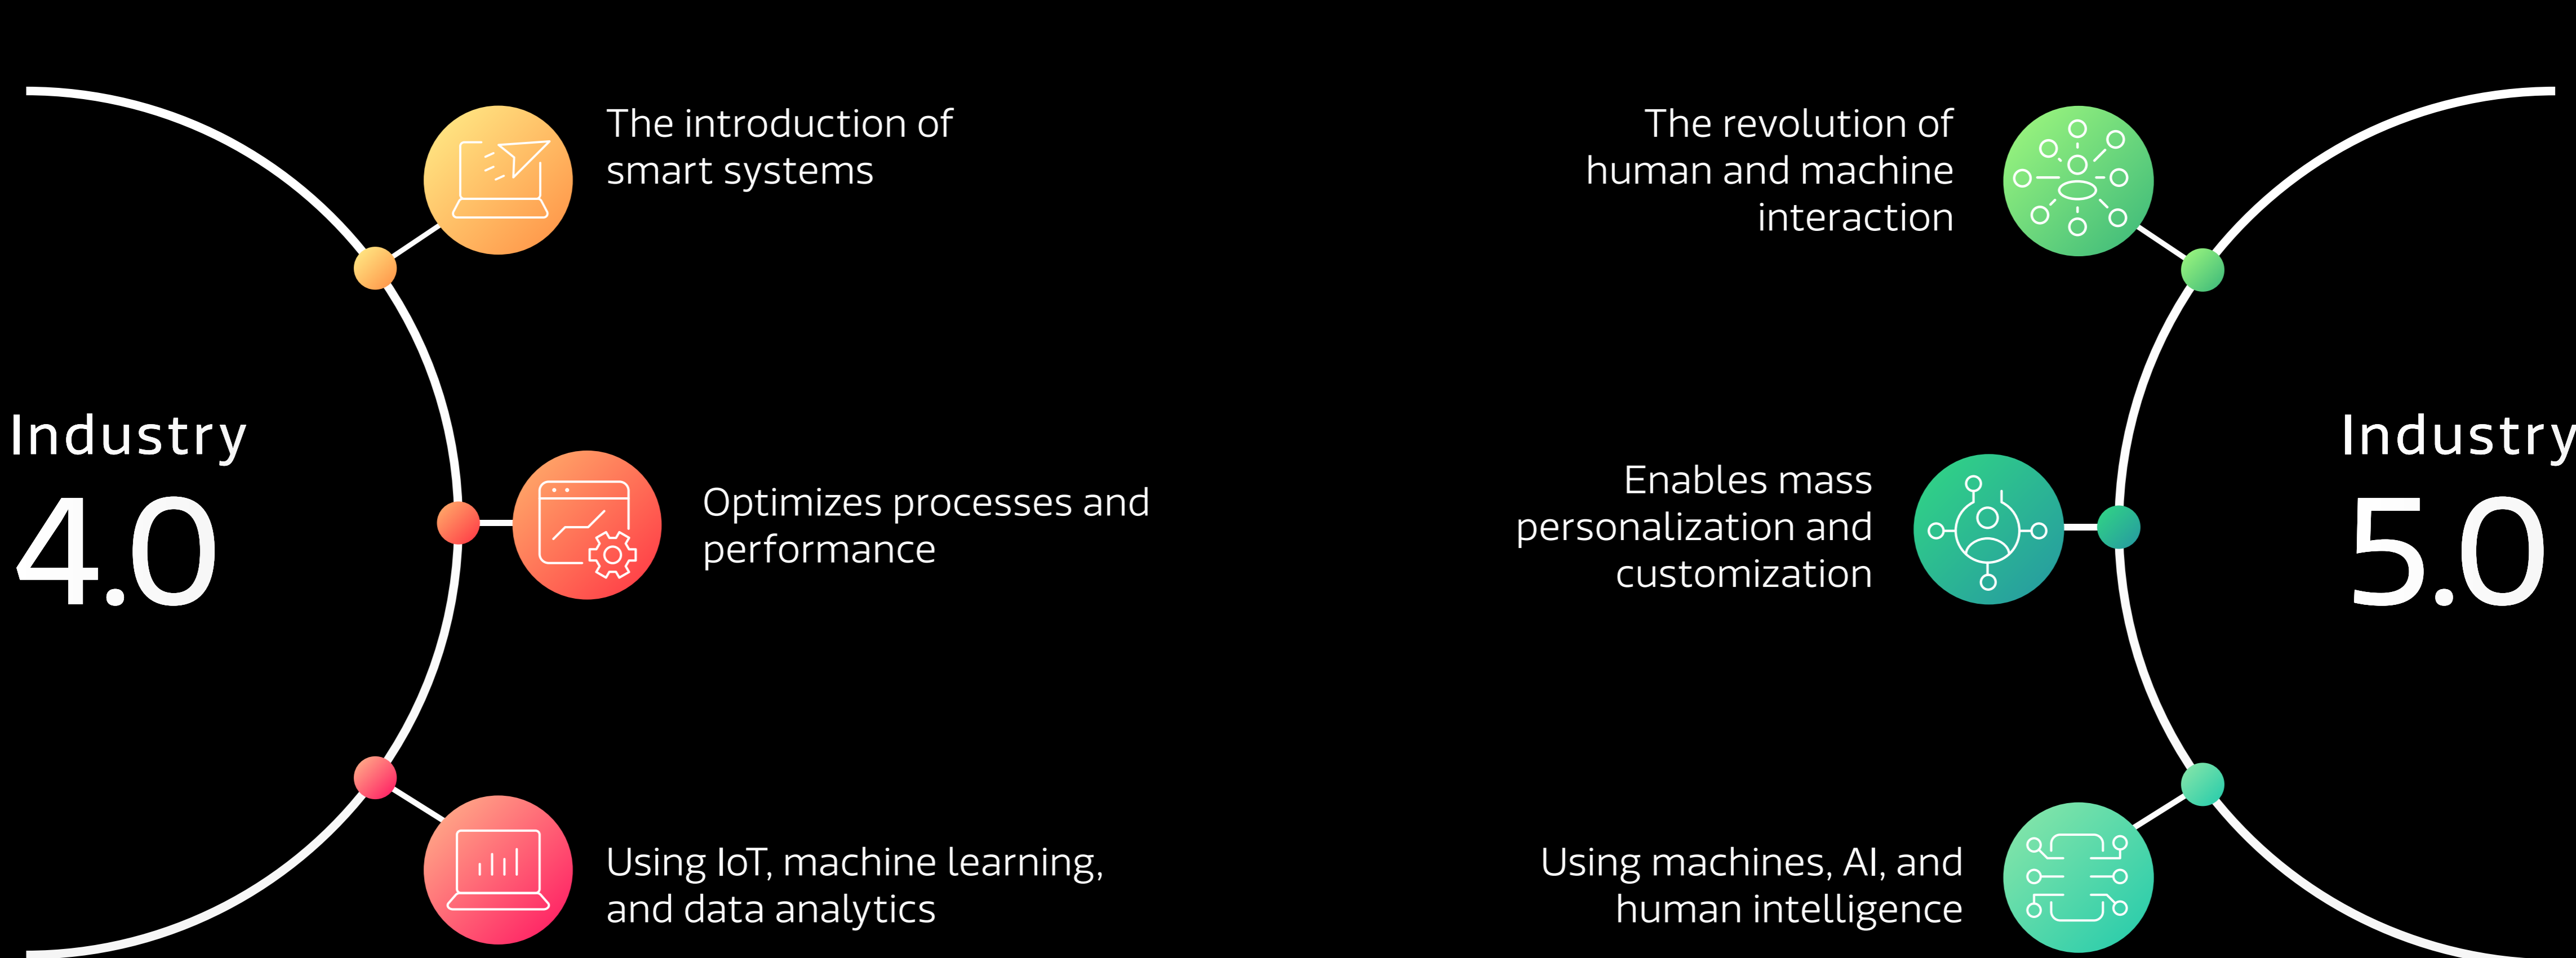 Industry
4.0
The introduction of
smart systems
Optimizes processes and
performance
Using IoT, machine learning,
and data analytics
The revolution of
human and machine
interaction
Enables mass
personalization and
customization
Using machines, AI, and
human intelligence
Industry
5.0